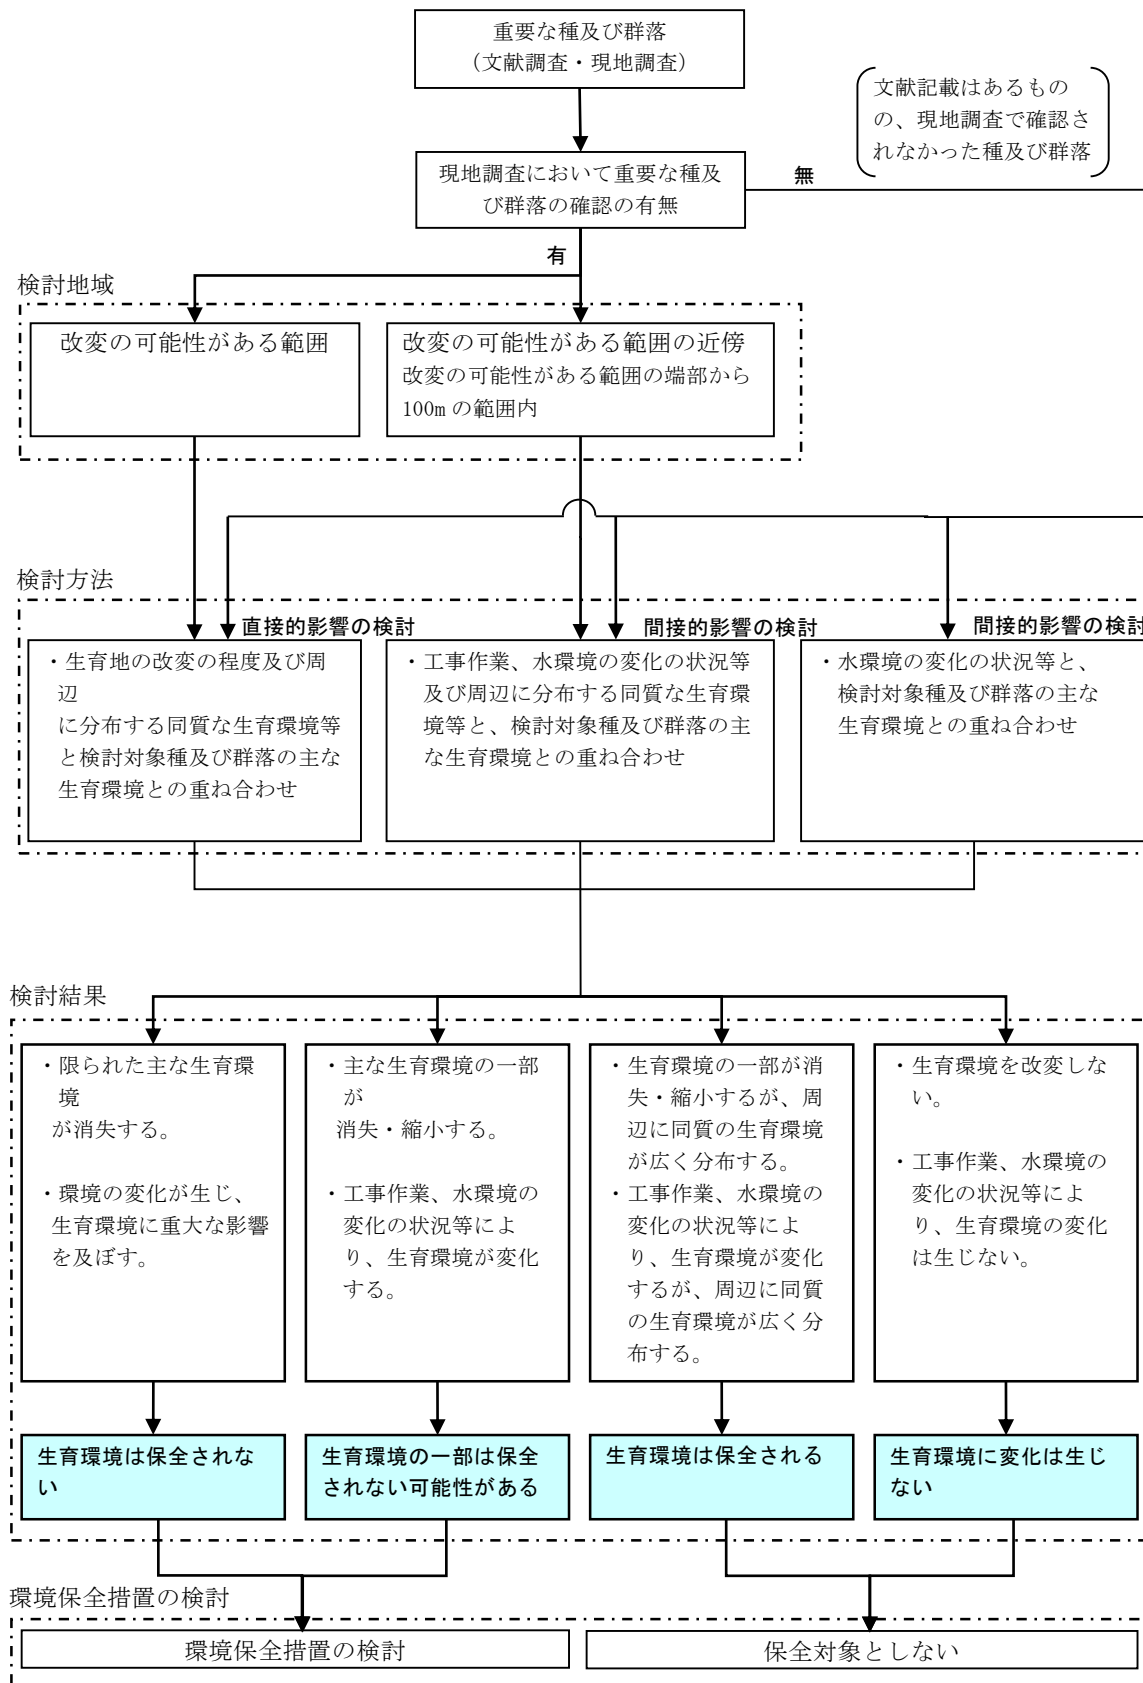 重要な種及び群落
（文献調査・現地調査）
文献記載はあるもの
の、現地調査で確認さ
れなかった種及び群落
現地調査において重要な種及
び群落の確認の有無
無
有
検討地域
改変の可能性がある範囲
改変の可能性がある範囲の近傍
改変の可能性がある範囲の端部から
100mの範囲内
検討方法
直接的影響の検討
間接的影響の検討
間接的影響の検討
・生育地の改変の程度及び周
辺
に分布する同質な生育環境等
と検討対象種及び群落の主な
生育環境との重ね合わせ
・工事作業、水環境の変化の状況等
及び周辺に分布する同質な生育環
境等と、検討対象種及び群落の主
な生育環境との重ね合わせ
・水環境の変化の状況等と、
検討対象種及び群落の主な
生育環境との重ね合わせ
検討結果
・限られた主な生育環
境
が消失する。
・環境の変化が生じ、
生育環境に重大な影響
を及ぼす。
・主な生育環境の一部
が
消失・縮小する。
・工事作業、水環境の
変化の状況等によ
り、生育環境が変化
する。
・生育環境の一部が消
失・縮小するが、周
辺に同質の生育環境
が広く分布する。
・工事作業、水環境の
変化の状況等によ
り、生育環境が変化
するが、周辺に同質
の生育環境が広く分
布する。
・生育環境を改変しな
い。
・工事作業、水環境の
変化の状況等によ
り、生育環境の変化
は生じない。
生育環境は保全されな
い
生育環境の一部は保全
されない可能性がある
生育環境は保全される
生育環境に変化は生じ
ない
環境保全措置の検討
環境保全措置の検討
保全対象としない